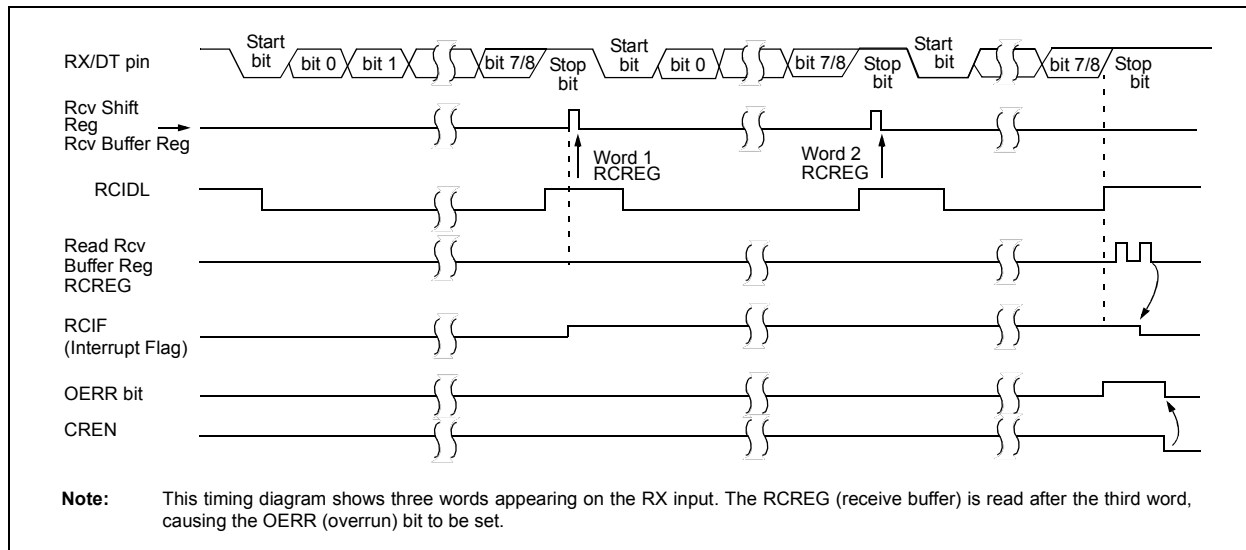 RX/DT pin
Start
bit
bit 0
bit 1
bit 7/8
Stop
bit
Start
bit
bit 0
bit 7/8
Stop
bit
Start
bit
bit 7/8
Stop
bit
Rcv Shift
Reg
Rcv Buffer Reg
Word 1
RCREG
Word 2
RCREG
RCIDL
Read Rcv
Buffer Reg
RCREG
RCIF
(Interrupt Flag)
OERR bit
CREN
Note: This timing diagram shows three words appearing on the RX input. The RCREG (receive buffer) is read after the third word,
causing the OERR (overrun) bit to be set.